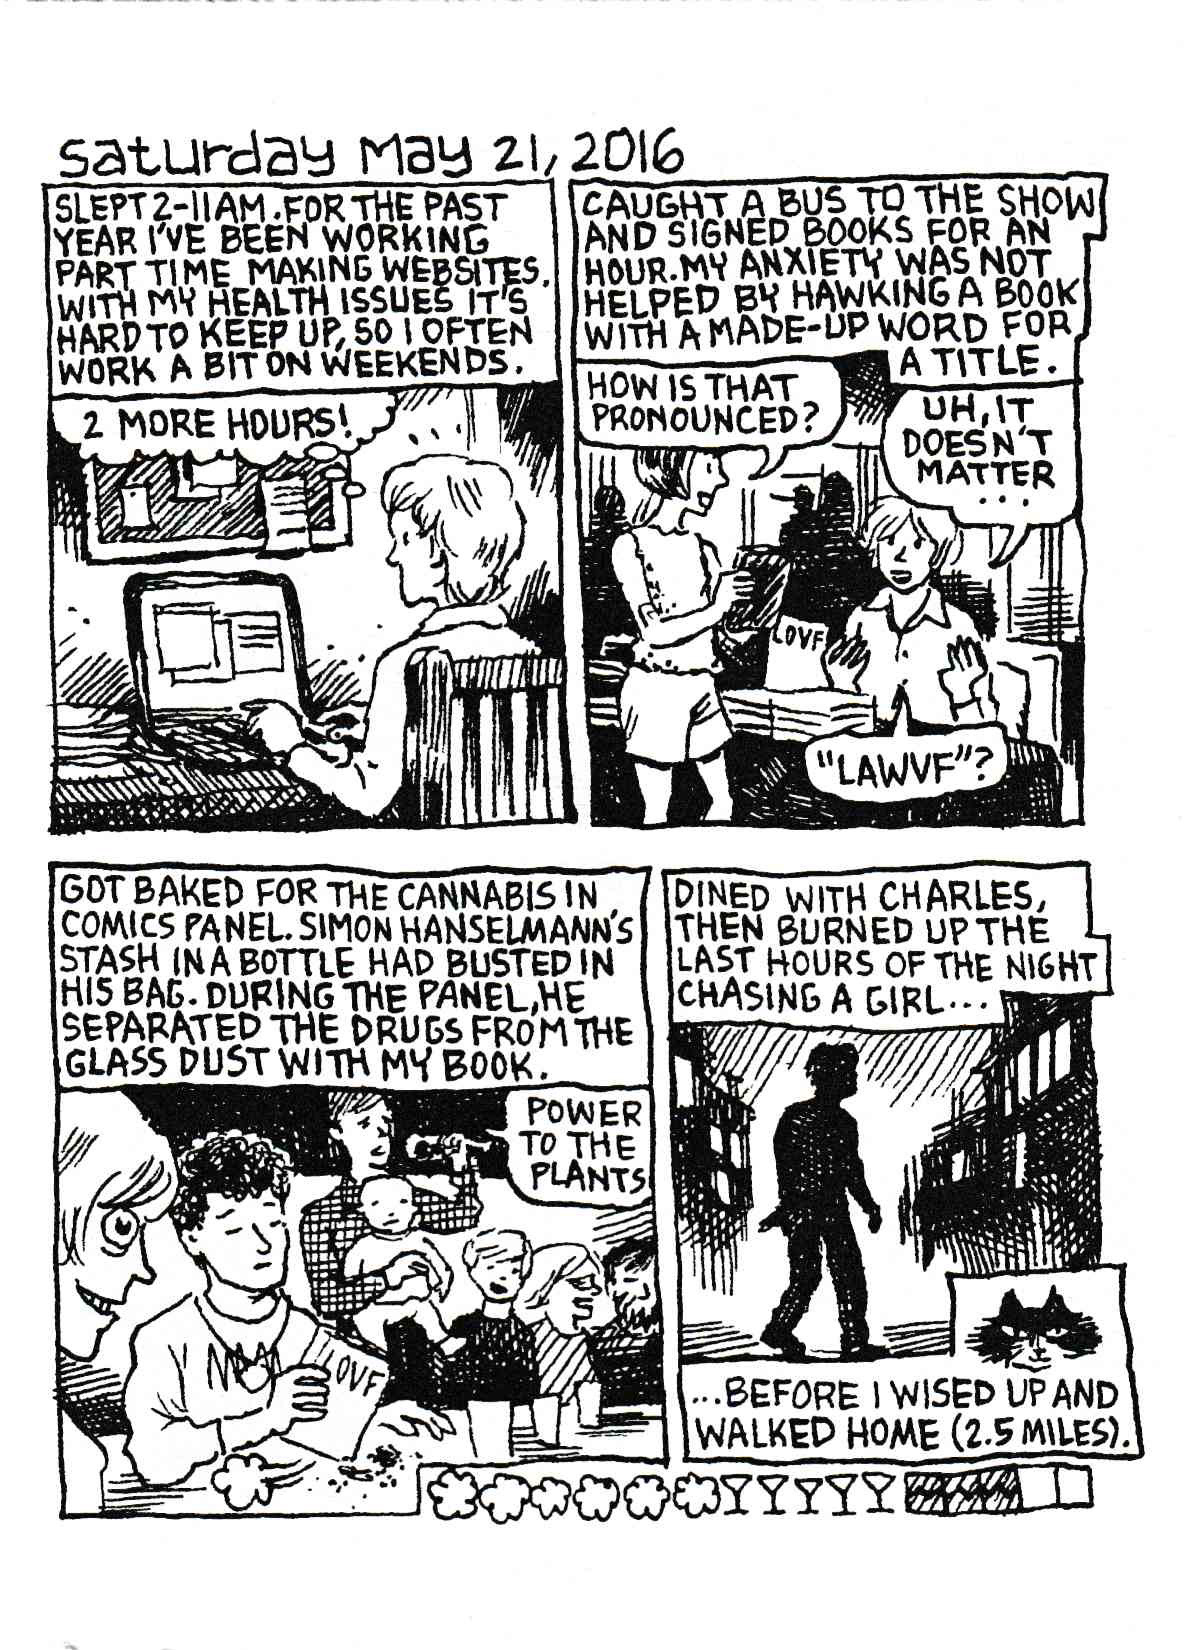 saturday may 21, 2016
SLEPT 2-11AM. FOR THE PAST
YEAR I'VE BEEN WORKING
PART TIME MAKING WEBSITES.
WITH MY HEALTH ISSUES IT'S
HARD TO KEEP UP, SO I OFTEN
WORK A BIT ON WEEKENDS.
2 MORE HOURS!
CAUGHT A BUS TO THE SHOW
AND SIGNED BOOKS FOR AN
HOUR. MY ANXIETY WAS NOT
HELPED BY HAWKING A BOOK
WITH A MADE-UP WORD FOR
A TITLE.
HOW IS THAT
PRONOUNCED?
UH, IT
DOESN'T
MATTER
...
LOVF
"LAWVF"?
GOT BAKED FOR THE CANNABIS IN
COMICS PANEL. SIMON HANSELMANN'S
STASH IN A BOTTLE HAD BUSTED IN
HIS BAG. DURING THE PANEL, HE
SEPARATED THE DRUGS FROM THE
GLASS DUST WITH MY BOOK.
POWER
TO THE
PLANTS
LOVF
DINED WITH CHARLES,
THEN BURNED UP THE
LAST HOURS OF THE NIGHT
CHASING A GIRL...
...BEFORE I WISED UP AND
WALKED HOME (2.5 MILES).